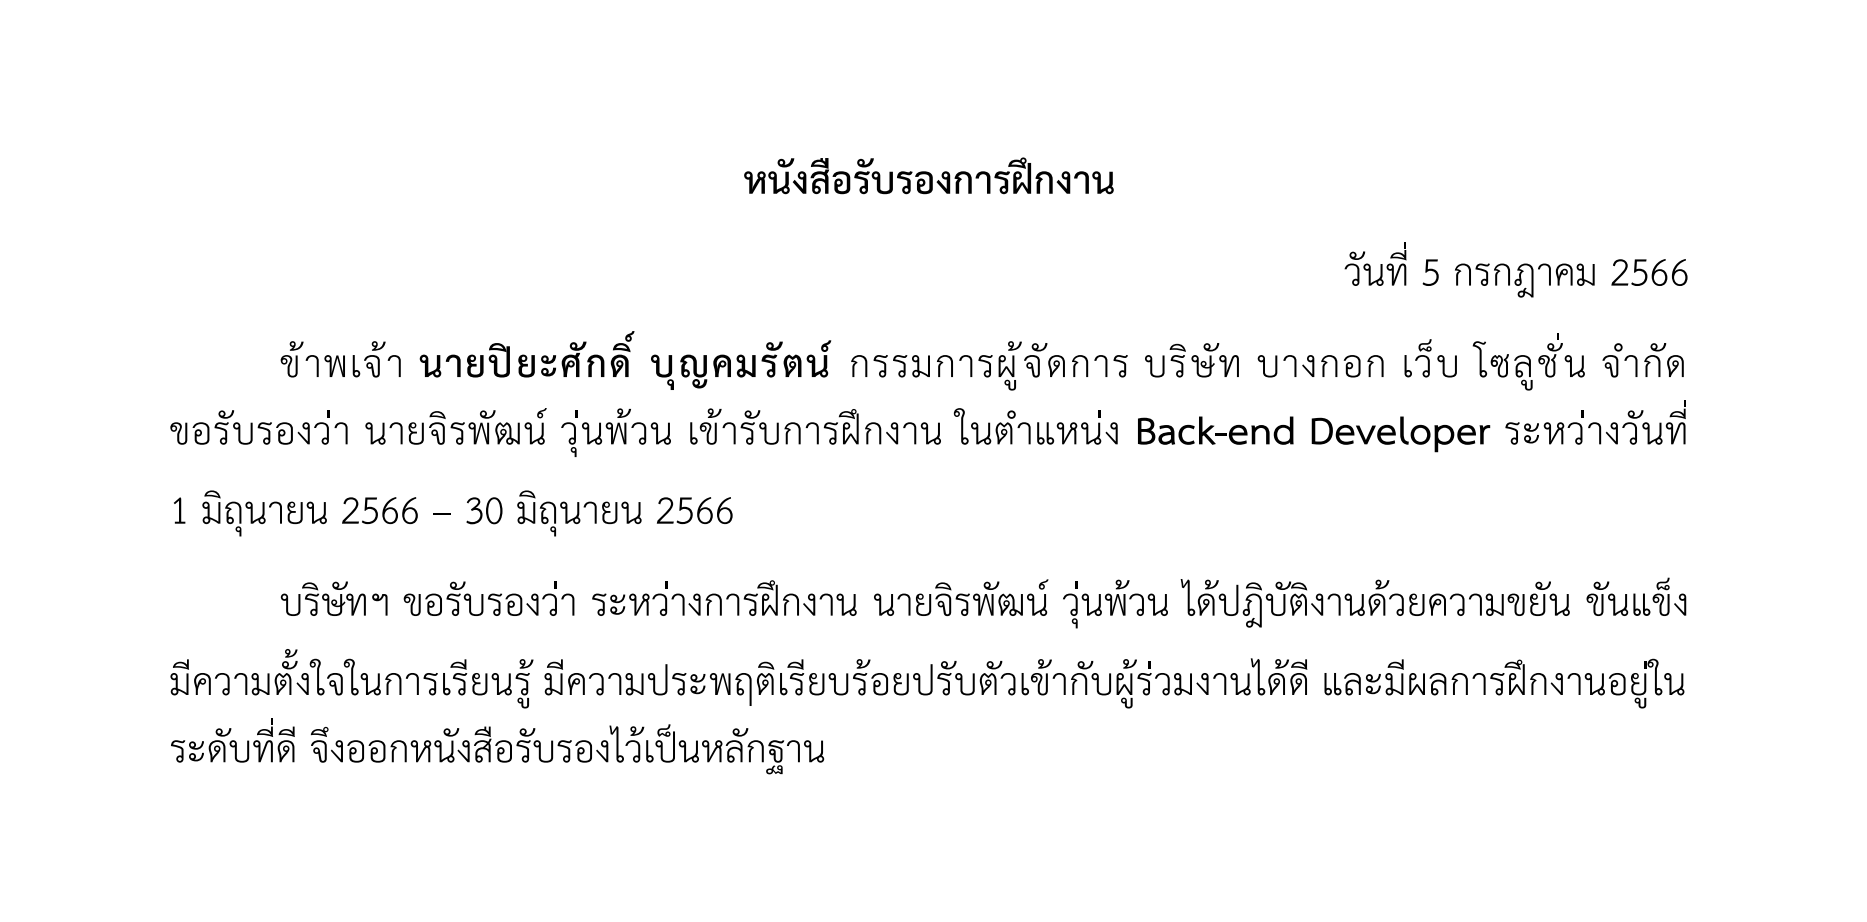 หนังสือรับรองการฝึกงาน
วันที่ 5 กรกฎาคม 2566
ข้าพเจ้า นายปิยะศักดิ์ บุญคมรัตน์ กรรมการผู้จัดการ บริษัท บางกอก เว็บ โซลูชั่น จำกัด
ขอรับรองว่า นายจิรพัฒน์ วุ่นพ้วน เข้ารับการฝึกงาน ในตำแหน่ง Back-end Developer ระหว่างวันที่
1 มิถุนายน 2566 – 30 มิถุนายน 2566
บริษัทฯ ขอรับรองว่า ระหว่างการฝึกงาน นายจิรพัฒน์ วุ่นพ้วน ได้ปฎิบัติงานด้วยความขยัน ขันแข็ง
มีความตั้งใจในการเรียนรู้ มีความประพฤติเรียบร้อยปรับตัวเข้ากับผู้ร่วมงานได้ดี และมีผลการฝึกงานอยู่ใน
ระดับที่ดี จึงออกหนังสือรับรองไว้เป็นหลักฐาน